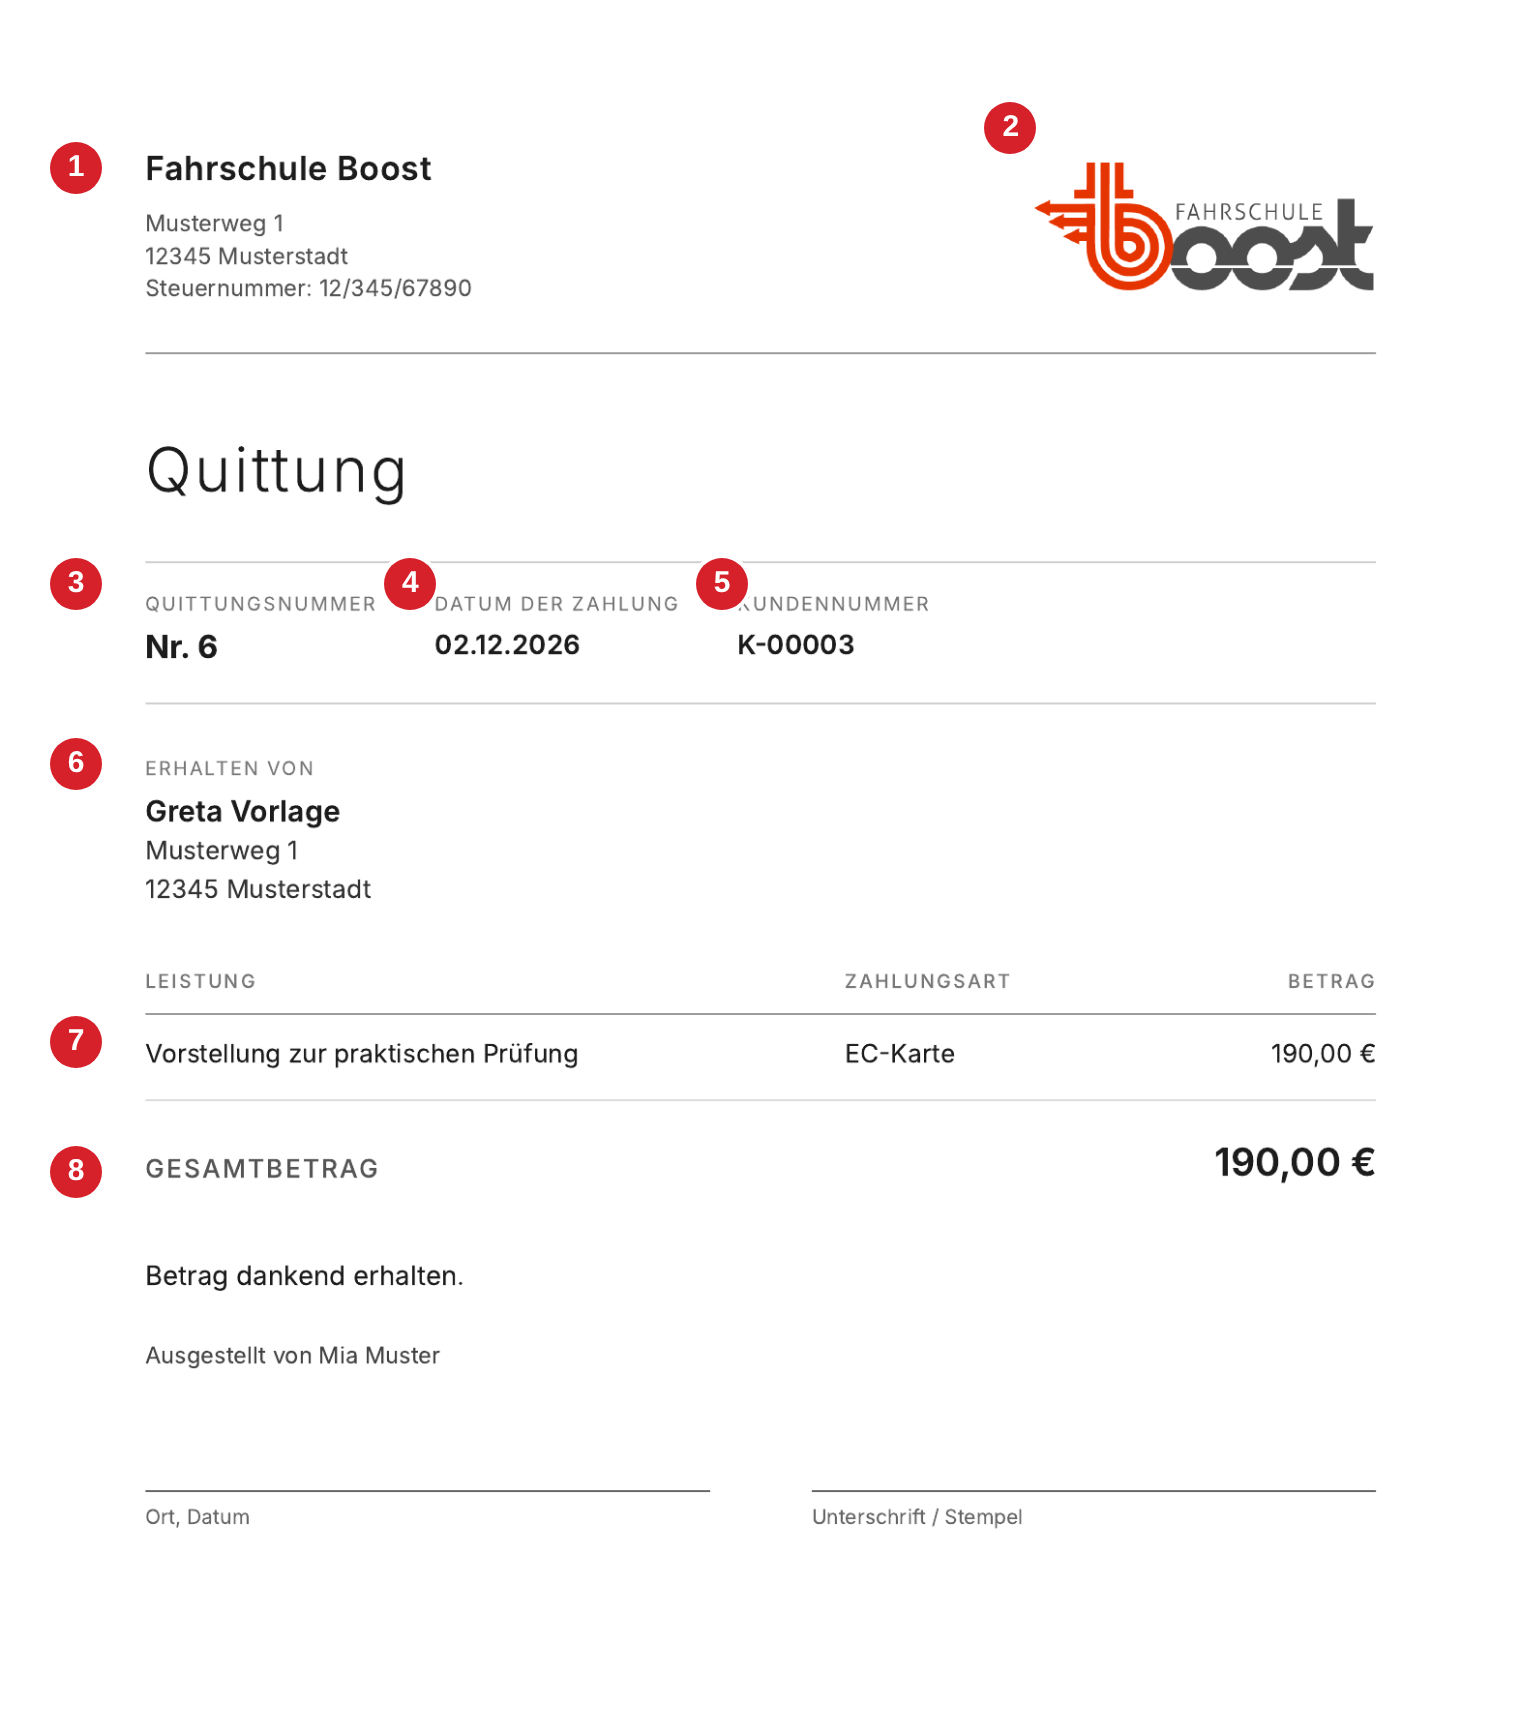 1
Fahrschule Boost
Musterweg 1
12345 Musterstadt
Steuernummer: 12/345/67890
2
FAHRSCHULE
boost
Quittung
3
QUITTUNGSNUMMER
Nr. 6
4
DATUM DER ZAHLUNG
02.12.2026
5
KUNDENNUMMER
K-00003
6
ERHALTEN VON
Greta Vorlage
Musterweg 1
12345 Musterstadt
LEISTUNG ZAHLUNGSART BETRAG
7
Vorstellung zur praktischen Prüfung EC-Karte 190,00 €
8
GESAMTBETRAG 190,00 €
Betrag dankend erhalten.
Ausgestellt von Mia Muster
Ort, Datum
Unterschrift / Stempel